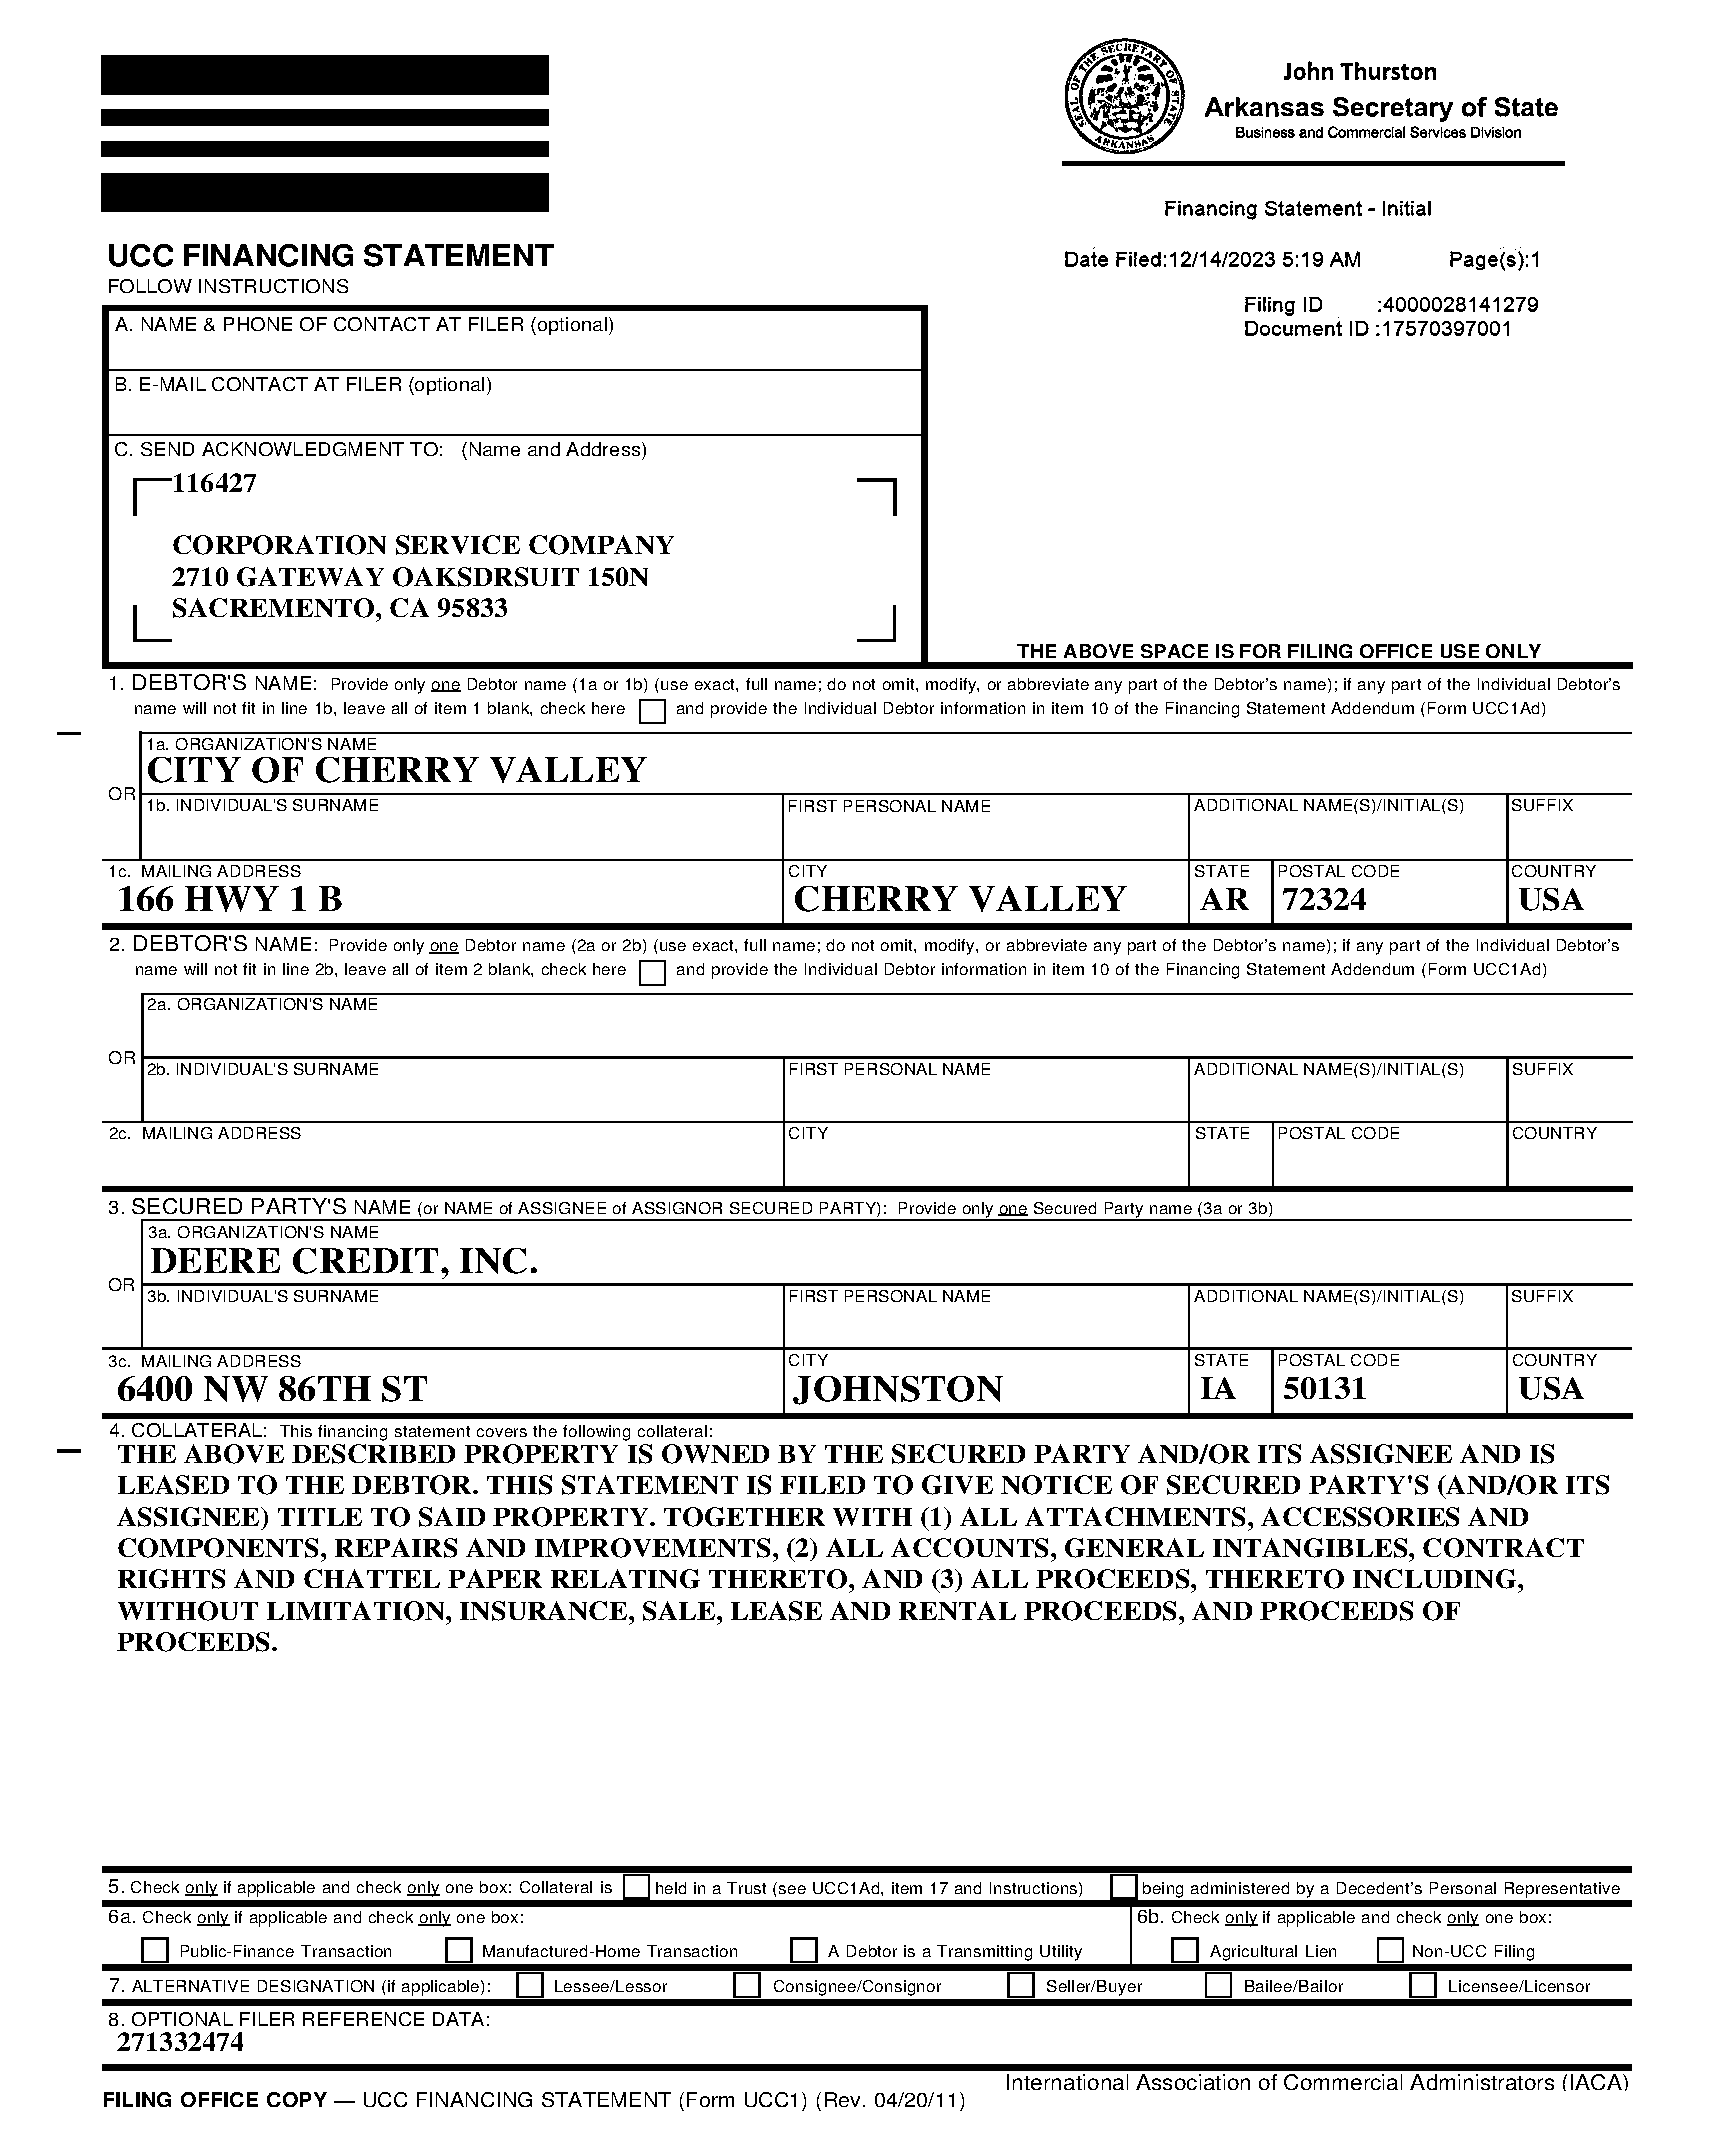 SEAL OF THE SECRETARY OF STATE
ARKANSAS
John Thurston
Arkansas Secretary of State
Business and Commercial Services Division
Financing Statement - Initial
UCC FINANCING STATEMENT
Date Filed:12/14/2023 5:19 AM Page(s):1
FOLLOW INSTRUCTIONS
Filing ID :4000028141279
Document ID :17570397001
A. NAME & PHONE OF CONTACT AT FILER (optional)
B. E-MAIL CONTACT AT FILER (optional)
C. SEND ACKNOWLEDGMENT TO: (Name and Address)
116427
CORPORATION SERVICE COMPANY
2710 GATEWAY OAKSDRSUIT 150N
SACREMENTO, CA 95833
THE ABOVE SPACE IS FOR FILING OFFICE USE ONLY
1. DEBTOR'S NAME: Provide only one Debtor name (1a or 1b) (use exact, full name; do not omit, modify, or abbreviate any part of the Debtor's name); if any part of the Individual Debtor's
name will not fit in line 1b, leave all of item 1 blank, check here and provide the Individual Debtor information in item 10 of the Financing Statement Addendum (Form UCC1Ad)
1a. ORGANIZATION'S NAME
CITY OF CHERRY VALLEY
OR
1b. INDIVIDUAL'S SURNAME FIRST PERSONAL NAME ADDITIONAL NAME(S)/INITIAL(S) SUFFIX
1c. MAILING ADDRESS CITY STATE POSTAL CODE COUNTRY
166 HWY 1 B CHERRY VALLEY AR 72324 USA
2. DEBTOR'S NAME: Provide only one Debtor name (2a or 2b) (use exact, full name; do not omit, modify, or abbreviate any part of the Debtor's name); if any part of the Individual Debtor's
name will not fit in line 2b, leave all of item 2 blank, check here and provide the Individual Debtor information in item 10 of the Financing Statement Addendum (Form UCC1Ad)
2a. ORGANIZATION'S NAME
OR
2b. INDIVIDUAL'S SURNAME FIRST PERSONAL NAME ADDITIONAL NAME(S)/INITIAL(S) SUFFIX
2c. MAILING ADDRESS CITY STATE POSTAL CODE COUNTRY
3. SECURED PARTY'S NAME (or NAME of ASSIGNEE of ASSIGNOR SECURED PARTY): Provide only one Secured Party name (3a or 3b)
3a. ORGANIZATION'S NAME
DEERE CREDIT, INC.
OR
3b. INDIVIDUAL'S SURNAME FIRST PERSONAL NAME ADDITIONAL NAME(S)/INITIAL(S) SUFFIX
3c. MAILING ADDRESS CITY STATE POSTAL CODE COUNTRY
6400 NW 86TH ST JOHNSTON IA 50131 USA
4. COLLATERAL: This financing statement covers the following collateral:
THE ABOVE DESCRIBED PROPERTY IS OWNED BY THE SECURED PARTY AND/OR ITS ASSIGNEE AND IS
LEASED TO THE DEBTOR. THIS STATEMENT IS FILED TO GIVE NOTICE OF SECURED PARTY'S (AND/OR ITS
ASSIGNEE) TITLE TO SAID PROPERTY. TOGETHER WITH (1) ALL ATTACHMENTS, ACCESSORIES AND
COMPONENTS, REPAIRS AND IMPROVEMENTS, (2) ALL ACCOUNTS, GENERAL INTANGIBLES, CONTRACT
RIGHTS AND CHATTEL PAPER RELATING THERETO, AND (3) ALL PROCEEDS, THERETO INCLUDING,
WITHOUT LIMITATION, INSURANCE, SALE, LEASE AND RENTAL PROCEEDS, AND PROCEEDS OF
PROCEEDS.
5. Check only if applicable and check only one box: Collateral is held in a Trust (see UCC1Ad, item 17 and Instructions) being administered by a Decedent's Personal Representative
6a. Check only if applicable and check only one box: 6b. Check only if applicable and check only one box:
Public-Finance Transaction Manufactured-Home Transaction A Debtor is a Transmitting Utility Agricultural Lien Non-UCC Filing
7. ALTERNATIVE DESIGNATION (if applicable): Lessee/Lessor Consignee/Consignor Seller/Buyer Bailee/Bailor Licensee/Licensor
8. OPTIONAL FILER REFERENCE DATA:
271332474
International Association of Commercial Administrators (IACA)
FILING OFFICE COPY — UCC FINANCING STATEMENT (Form UCC1) (Rev. 04/20/11)